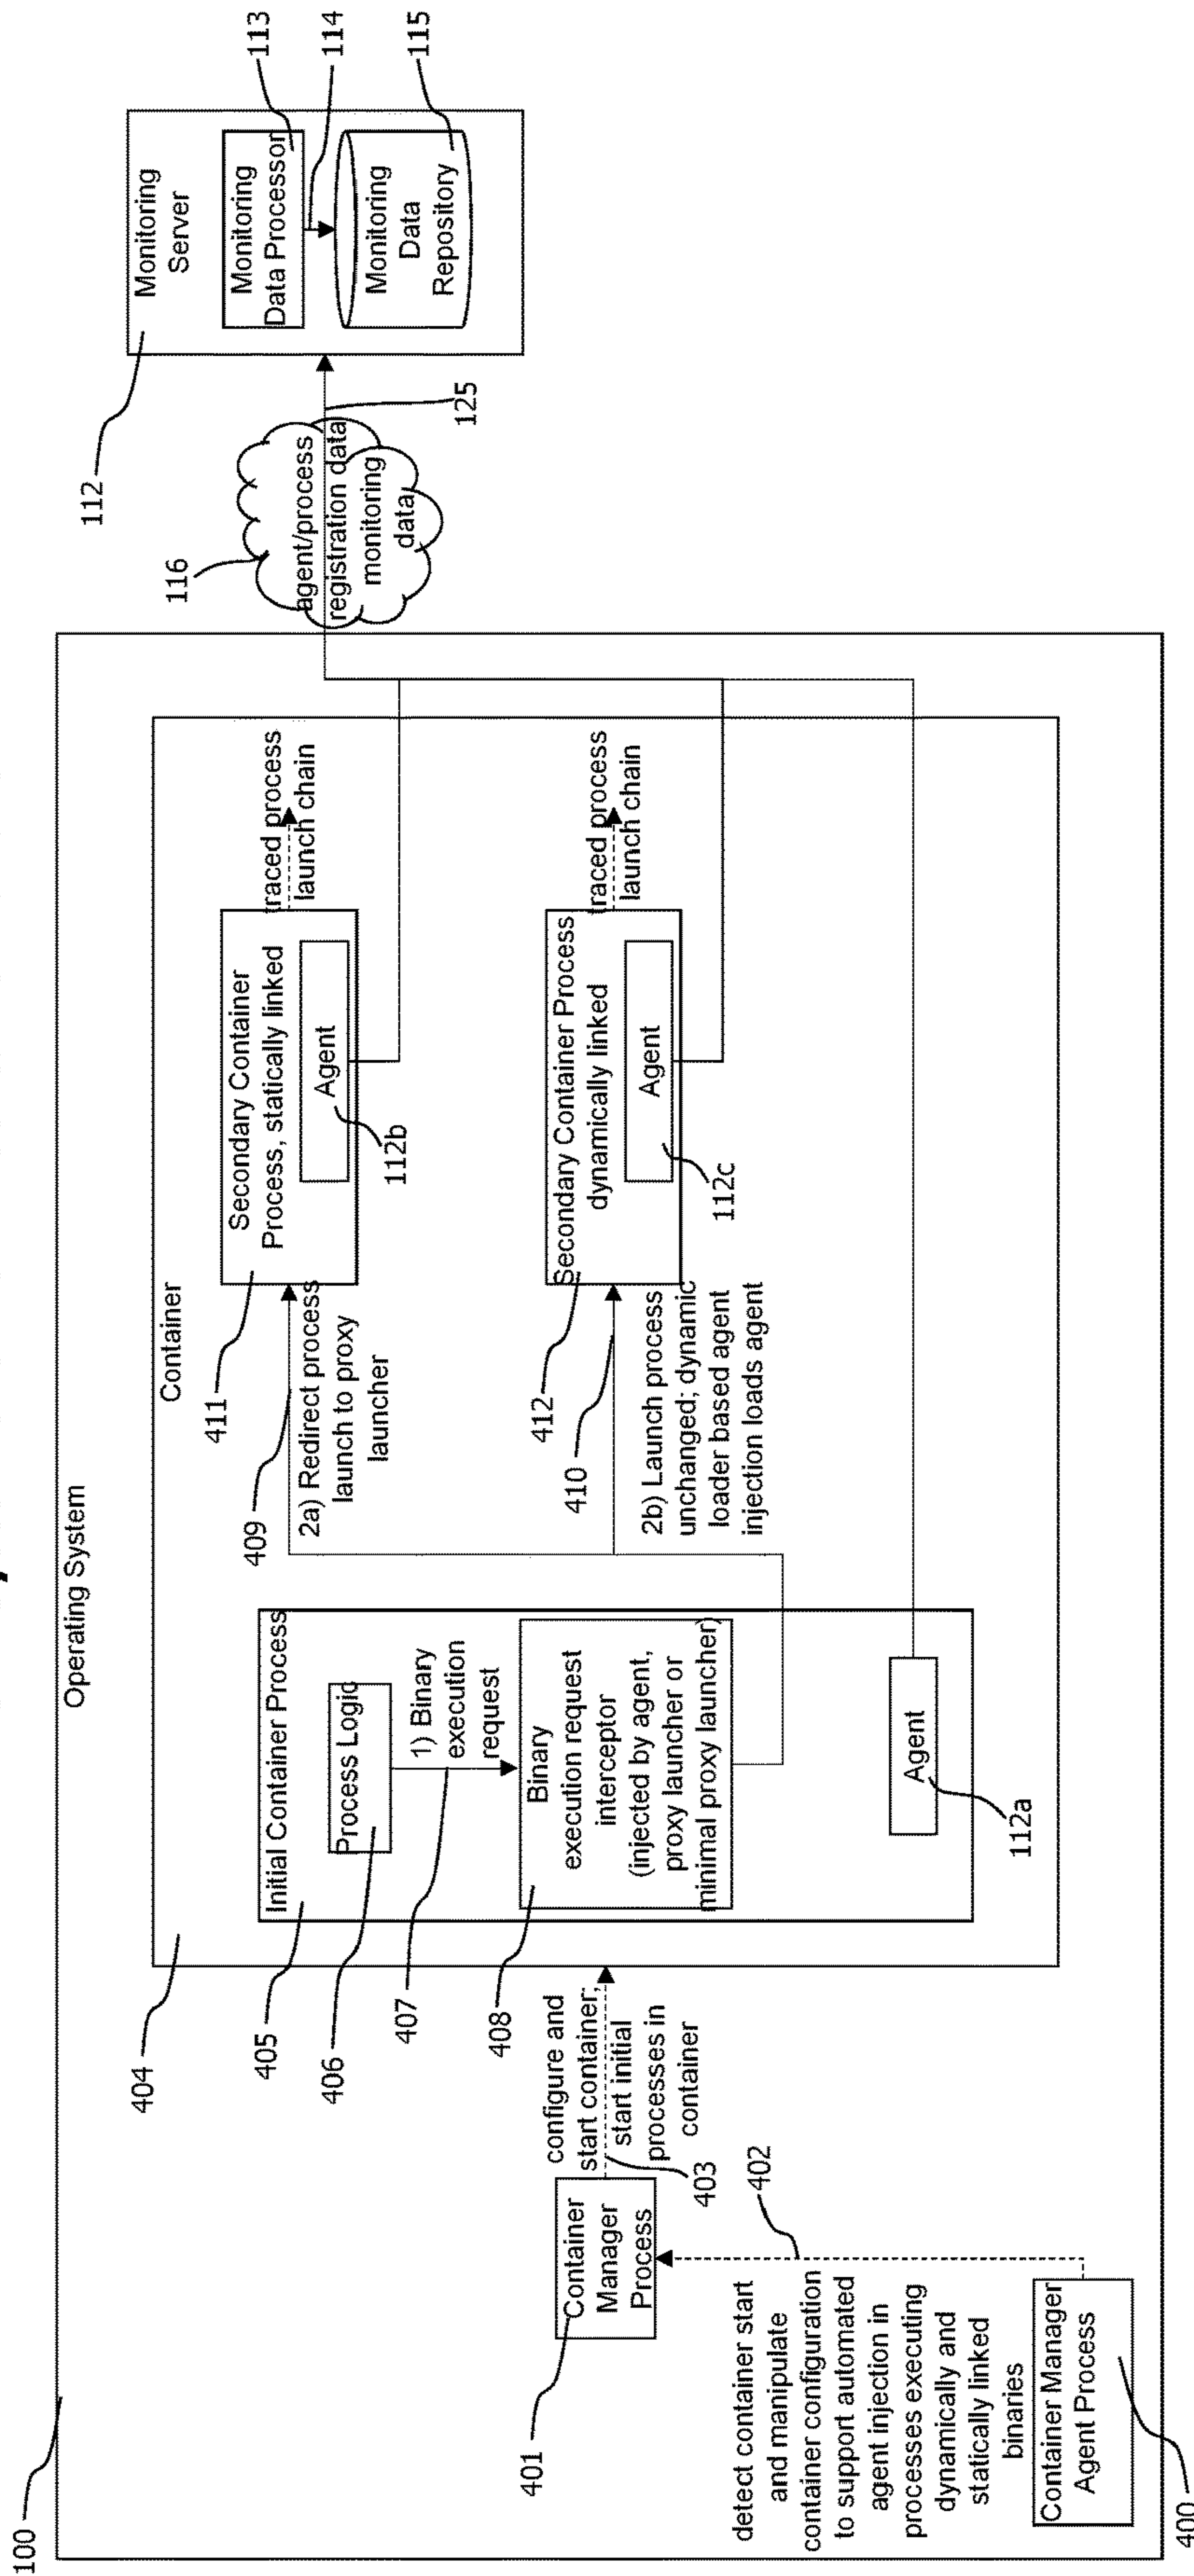 100
Operating System
404
Container
405
Initial Container Process
406
Process Logic
407
1) Binary
execution
request
408
Binary
execution request
interceptor
(injected by agent,
proxy launcher or
minimal proxy launcher)
Agent
112a
401
Container
Manager
Process
403
configure and
start container;
start initial
processes in
container
402
detect container start
and manipulate
container configuration
to support automated
agent injection in
processes executing
dynamically and
statically linked
binaries
Container Manager
Agent Process
400
409
2a) Redirect process
launch to proxy
launcher
411
Secondary Container
Process, statically linked
Agent
112b
traced process
launch chain
410
2b) Launch process
unchanged; dynamic
loader based agent
injection loads agent
412
Secondary Container Process
dynamically linked
Agent
112c
traced process
launch chain
116
agent/process
registration data
monitoring
data
125
112
Monitoring
Server
Monitoring
Data Processor
113
114
Monitoring
Data
Repository
115